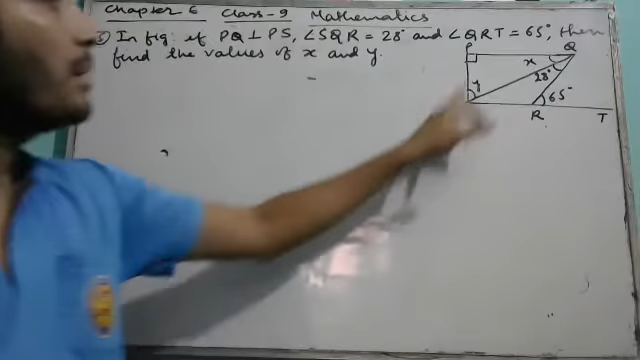 Chapter 6 Class-9 Mathematics
In fig: if PQ ⊥ PS, ∠SQR = 28° and ∠QRT = 65°, then
find the values of x and y.
P Q
x
28°
y
65°
R T